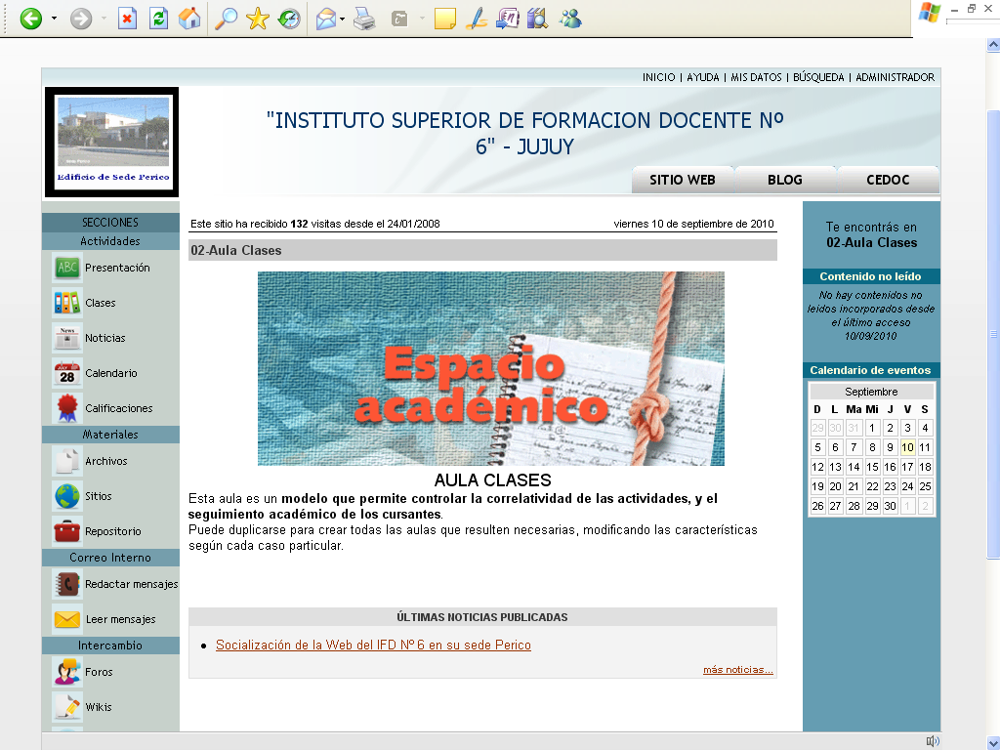 INICIO | AYUDA | MIS DATOS | BÚSQUEDA | ADMINISTRADOR
Edificio de Sede Perico
"INSTITUTO SUPERIOR DE FORMACION DOCENTE Nº
6" - JUJUY
SITIO WEB
BLOG
CEDOC
SECCIONES
Actividades
ABC
Presentación
Clases
News
Noticias
28
Calendario
Calificaciones
Materiales
Archivos
Sitios
Repositorio
Correo Interno
Redactar mensajes
Leer mensajes
Intercambio
Foros
Wikis
Este sitio ha recibido 132 visitas desde el 24/01/2008
viernes 10 de septiembre de 2010
02-Aula Clases
Espacio
académico
AULA CLASES
Esta aula es un modelo que permite controlar la correlatividad de las actividades, y el
seguimiento académico de los cursantes.
Puede duplicarse para crear todas las aulas que resulten necesarias, modificando las características
según cada caso particular.
ÚLTIMAS NOTICIAS PUBLICADAS
Socialización de la Web del IFD Nº 6 en su sede Perico
más noticias...
Te encontrás en
02-Aula Clases
Contenido no leído
No hay contenidos no
leídos incorporados desde
el último acceso
10/09/2010
Calendario de eventos
Septiembre
D L Ma Mi J V S
29 30 31 1 2 3 4
5 6 7 8 9 10 11
12 13 14 15 16 17 18
19 20 21 22 23 24 25
26 27 28 29 30 1 2